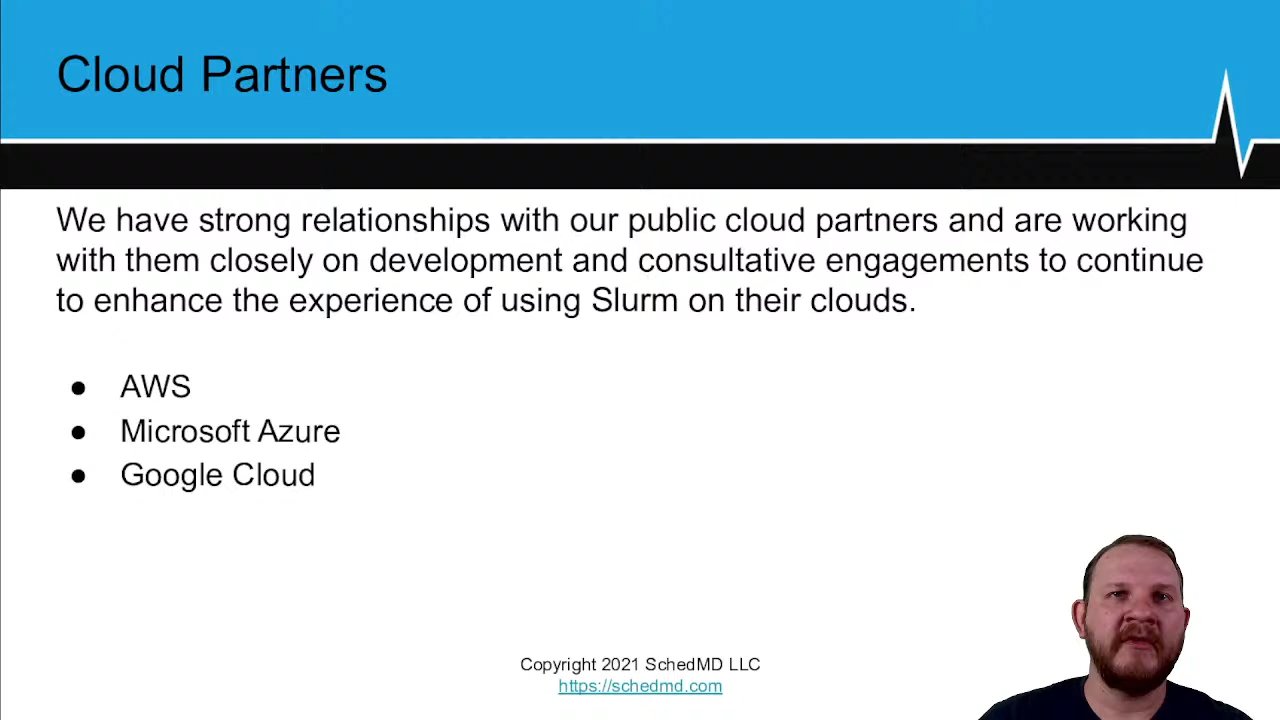 Cloud Partners
We have strong relationships with our public cloud partners and are working
with them closely on development and consultative engagements to continue
to enhance the experience of using Slurm on their clouds.
● AWS
● Microsoft Azure
● Google Cloud
Copyright 2021 SchedMD LLC
https://schedmd.com